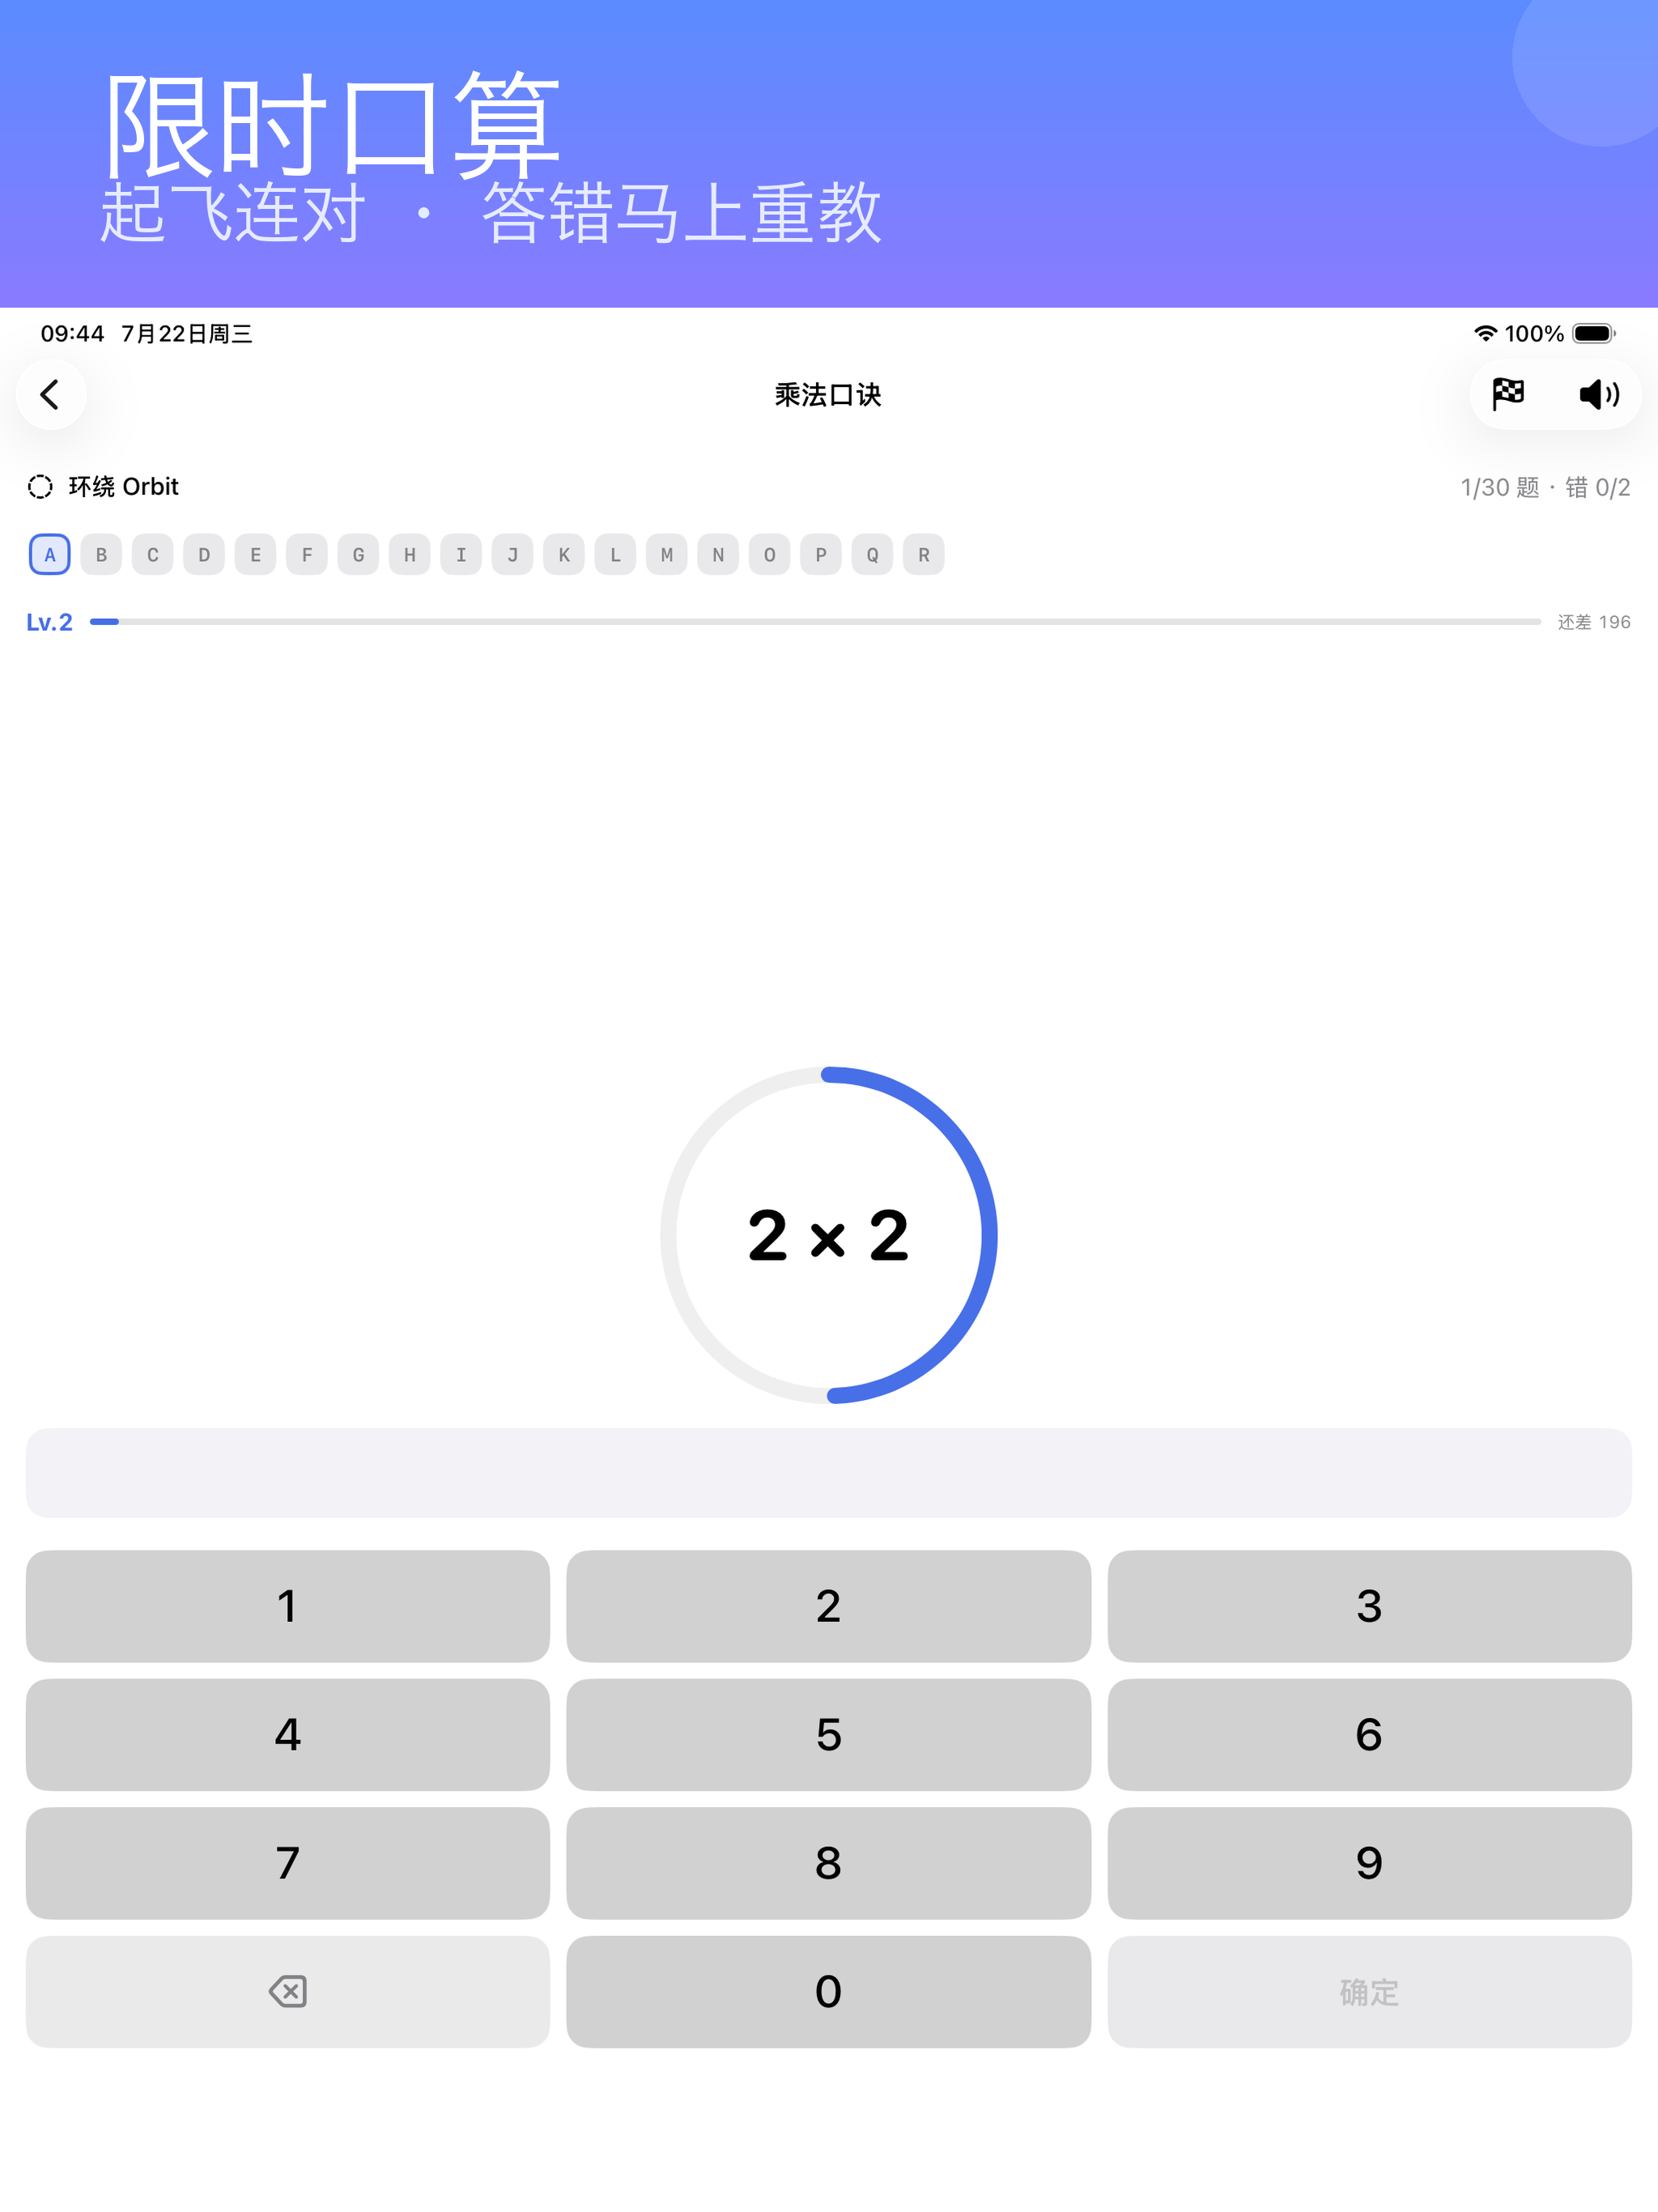 限时口算
起飞连对 · 答错马上重教
09:44 7月22日周三
100%
乘法口诀
环绕 Orbit
1/30 题 · 错 0/2
A B C D E F G H I J K L M N O P Q R
Lv.2
还差 196
2 × 2
1 2 3
4 5 6
7 8 9
0 确定